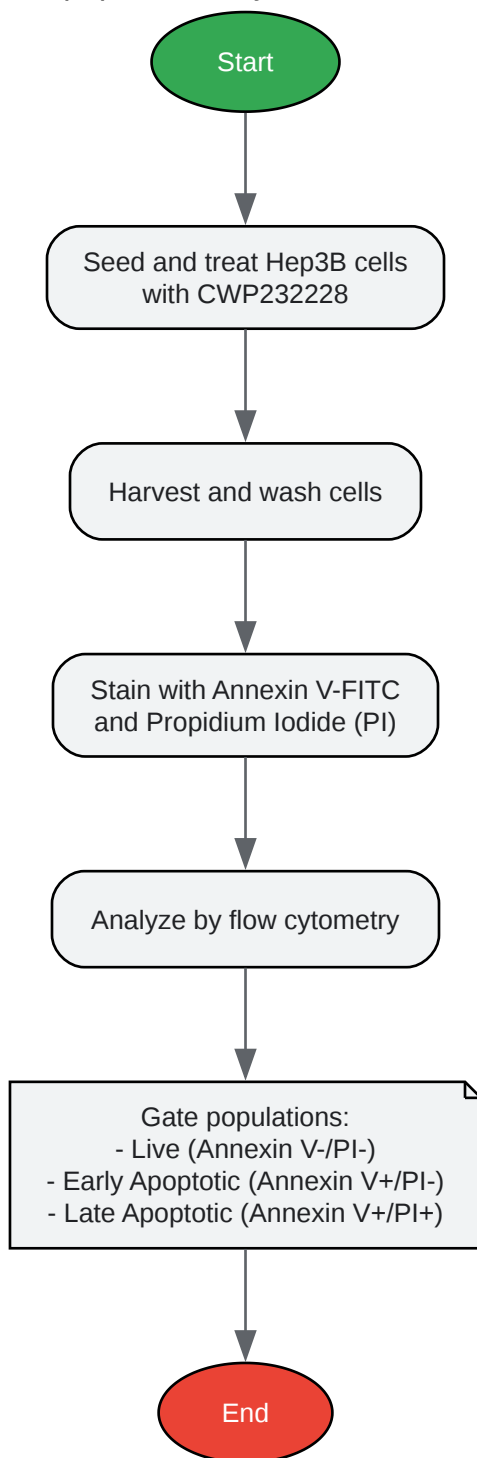 Start
Seed and treat Hep3B cells
with CWP232228
Harvest and wash cells
Stain with Annexin V-FITC
and Propidium Iodide (PI)
Analyze by flow cytometry
Gate populations:
- Live (Annexin V-/PI-)
- Early Apoptotic (Annexin V+/PI-)
- Late Apoptotic (Annexin V+/PI+)
End